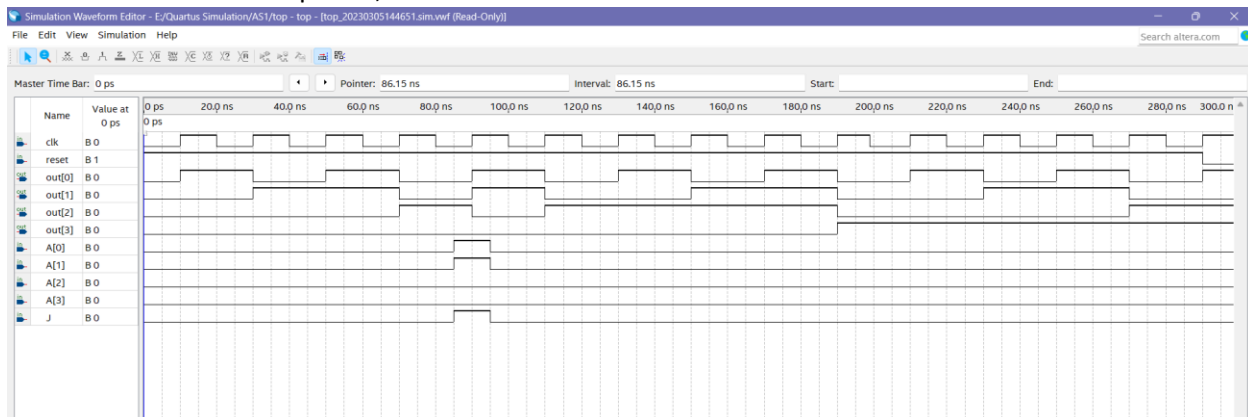 Simulation Waveform Editor - E:/Quartus Simulation/AS1/top - top - [top_20230305144651.sim.vwf (Read-Only)]
File Edit View Simulation Help
Search altera.com
Master Time Bar: 0 ps Pointer: 86.15 ns Interval: 86.15 ns Start: End:
Name Value at 0 ps
0 ps 20.0 ns 40.0 ns 60.0 ns 80.0 ns 100.0 ns 120.0 ns 140.0 ns 160.0 ns 180.0 ns 200.0 ns 220.0 ns 240.0 ns 260.0 ns 280.0 ns 300.0 n
0 ps
clk B 0
reset B 1
out[0] B 0
out[1] B 0
out[2] B 0
out[3] B 0
A[0] B 0
A[1] B 0
A[2] B 0
A[3] B 0
J B 0